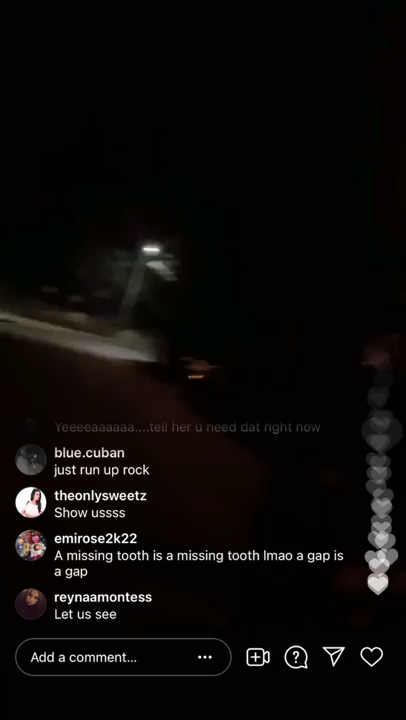 Yeeeeaaaaaa....tell her u need dat right now
blue.cuban
just run up rock
theonlysweetz
Show ussss
emirose2k22
A missing tooth is a missing tooth lmao a gap is
a gap
reynaamontess
Let us see
Add a comment...